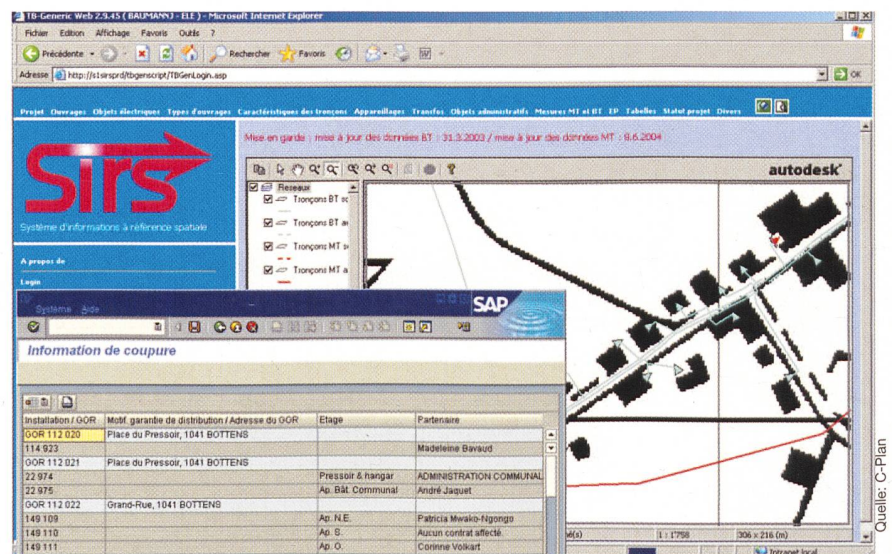 TB-Generic Web 2.9.45 ( BAUMANNJ - ELE ) - Microsoft Internet Explorer
Fichier Edition Affichage Favoris Outils ?
Précédente Rechercher Favoris
Adresse http://s1sirsprd/tbgenscript/TBGenLogin.asp OK
Projet Ouvrages Objets électriques Types d'ouvrages Caractéristiques des tronçons Appareillages Transfos Objets administratifs Mesures MT et BT EP Tabelles Statut projet Divers
Mise en garde : mise à jour des données BT : 31.3.2003 / mise à jour des données MT : 9.6.2004
autodesk
Sirs
Système d'informations à référence spatiale
A propos de
Login
Réseaux
Tronçons BT so
Tronçons BT aé
Tronçons MT so
Tronçons MT a
Système Aide
SAP
Information de coupure
Installation / GOR Motif. garantie de distribution / Adresse du GOR Etage Partenaire
GOR 112 020 Place du Pressoir, 1041 BOTTENS
114 923 Madeleine Bavaud
GOR 112 021 Place du Pressoir, 1041 BOTTENS
22 974 Pressoir & hangar ADMINISTRATION COMMUNAL
22 975 Ap. Bât. Communal André Jaquet
GOR 112 022 Grand-Rue, 1041 BOTTENS
149 109 Ap. N.E. Patricia Mwako-Ngongo
149 110 Ap. S. Aucun contrat affecté.
149 111 Ap. O. Corinne Volkart
1 : 1'758 306 x 216 (m)
Intranet local
Quelle: C-Plan